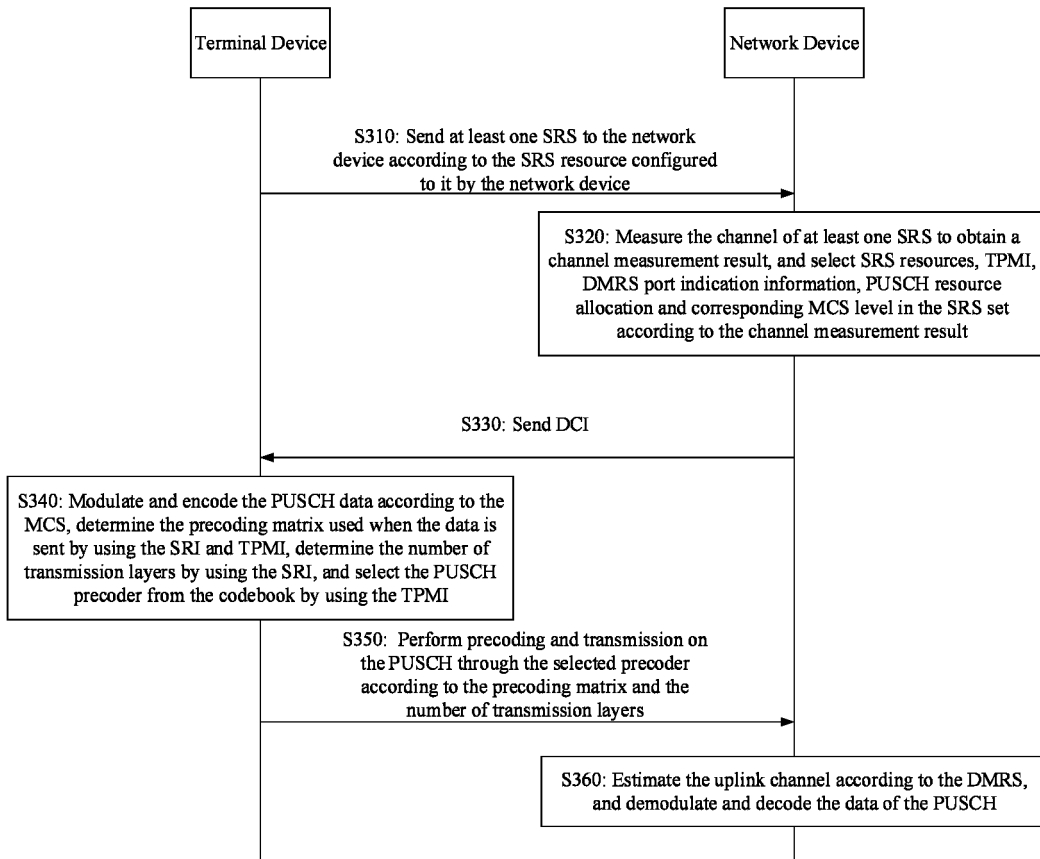 Terminal Device
Network Device
S310: Send at least one SRS to the network
device according to the SRS resource configured
to it by the network device
S320: Measure the channel of at least one SRS to obtain a
channel measurement result, and select SRS resources, TPMI,
DMRS port indication information, PUSCH resource
allocation and corresponding MCS level in the SRS set
according to the channel measurement result
S330: Send DCI
S340: Modulate and encode the PUSCH data according to the
MCS, determine the precoding matrix used when the data is
sent by using the SRI and TPMI, determine the number of
transmission layers by using the SRI, and select the PUSCH
precoder from the codebook by using the TPMI
S350: Perform precoding and transmission on
the PUSCH through the selected precoder
according to the precoding matrix and the
number of transmission layers
S360: Estimate the uplink channel according to the DMRS,
and demodulate and decode the data of the PUSCH